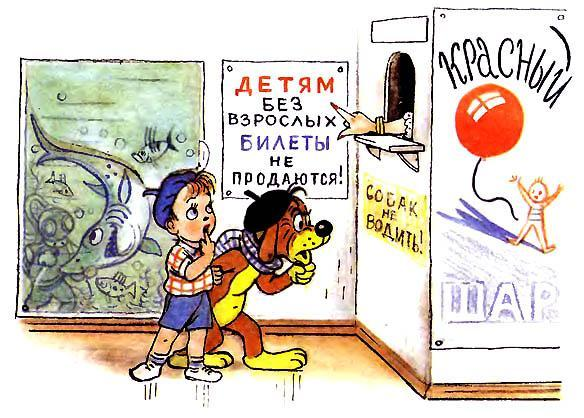 ДЕТЯМ
БЕЗ
ВЗРОСЛЫХ
БИЛЕТЫ
НЕ
ПРОДАЮТСЯ!
СОБАК
НЕ
ВОДИТЬ!
КРАСНЫЙ
ШАР